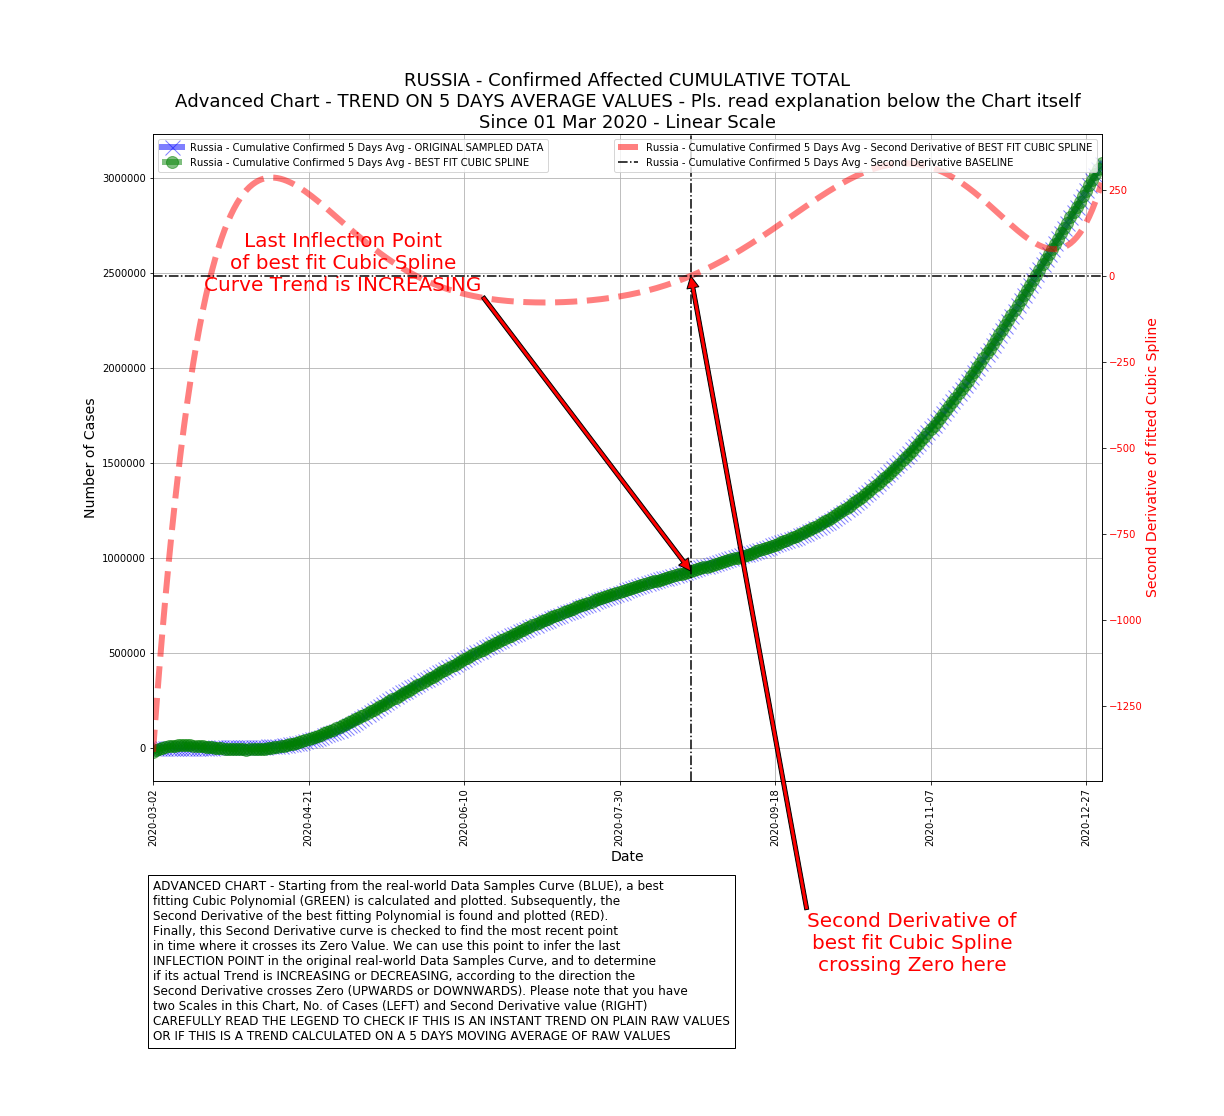 RUSSIA - Confirmed Affected CUMULATIVE TOTAL
Advanced Chart - TREND ON 5 DAYS AVERAGE VALUES - Pls. read explanation below the Chart itself
Since 01 Mar 2020 - Linear Scale
Russia - Cumulative Confirmed 5 Days Avg - ORIGINAL SAMPLED DATA
Russia - Cumulative Confirmed 5 Days Avg - BEST FIT CUBIC SPLINE
Russia - Cumulative Confirmed 5 Days Avg - Second Derivative of BEST FIT CUBIC SPLINE
Russia - Cumulative Confirmed 5 Days Avg - Second Derivative BASELINE
Last Inflection Point
of best fit Cubic Spline
Curve Trend is INCREASING
Number of Cases
3000000
2500000
2000000
1500000
1000000
500000
0
250
0
−250
−500
−750
−1000
−1250
Second Derivative of fitted Cubic Spline
2020-03-02
2020-04-21
2020-06-10
2020-07-30
2020-09-18
2020-11-07
2020-12-27
Date
Second Derivative of
best fit Cubic Spline
crossing Zero here
ADVANCED CHART - Starting from the real-world Data Samples Curve (BLUE), a best
fitting Cubic Polynomial (GREEN) is calculated and plotted. Subsequently, the
Second Derivative of the best fitting Polynomial is found and plotted (RED).
Finally, this Second Derivative curve is checked to find the most recent point
in time where it crosses its Zero Value. We can use this point to infer the last
INFLECTION POINT in the original real-world Data Samples Curve, and to determine
if its actual Trend is INCREASING or DECREASING, according to the direction the
Second Derivative crosses Zero (UPWARDS or DOWNWARDS). Please note that you have
two Scales in this Chart, No. of Cases (LEFT) and Second Derivative value (RIGHT)
CAREFULLY READ THE LEGEND TO CHECK IF THIS IS AN INSTANT TREND ON PLAIN RAW VALUES
OR IF THIS IS A TREND CALCULATED ON A 5 DAYS MOVING AVERAGE OF RAW VALUES